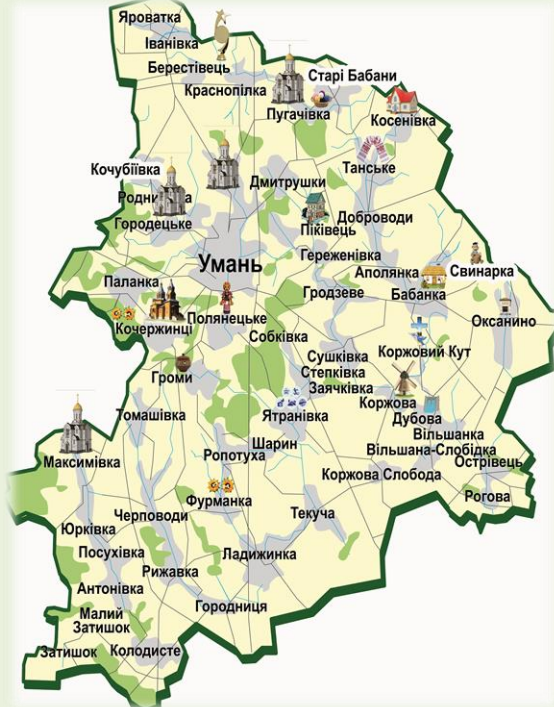 Яроватка
Іванівка
Берестівець
Старі Бабани
Краснопілка
Пугачівка
Косенівка
Кочубіївка
Танське
Дмитрушки
Городецьке
Доброводи
Піківець
Умань
Гереженівка
Аполянка
Свинарка
Паланка
Гродзеве
Бабанка
Полянецьке
Оксанино
Кочержинці
Собківка
Сушківка
Коржовий Кут
Степківка
Громи
Заячківка
Коржова
Томашівка
Ятранівка
Дубова
Вільшанка
Шарин
Вільшана-Слобідка
Ропотуха
Острівець
Максимівка
Коржова Слобода
Фурманка
Рогова
Черповоди
Текуча
Юрківка
Посухівка
Ладижинка
Рижавка
Антонівка
Городниця
Малий
Затишок
Затишок
Колодисте